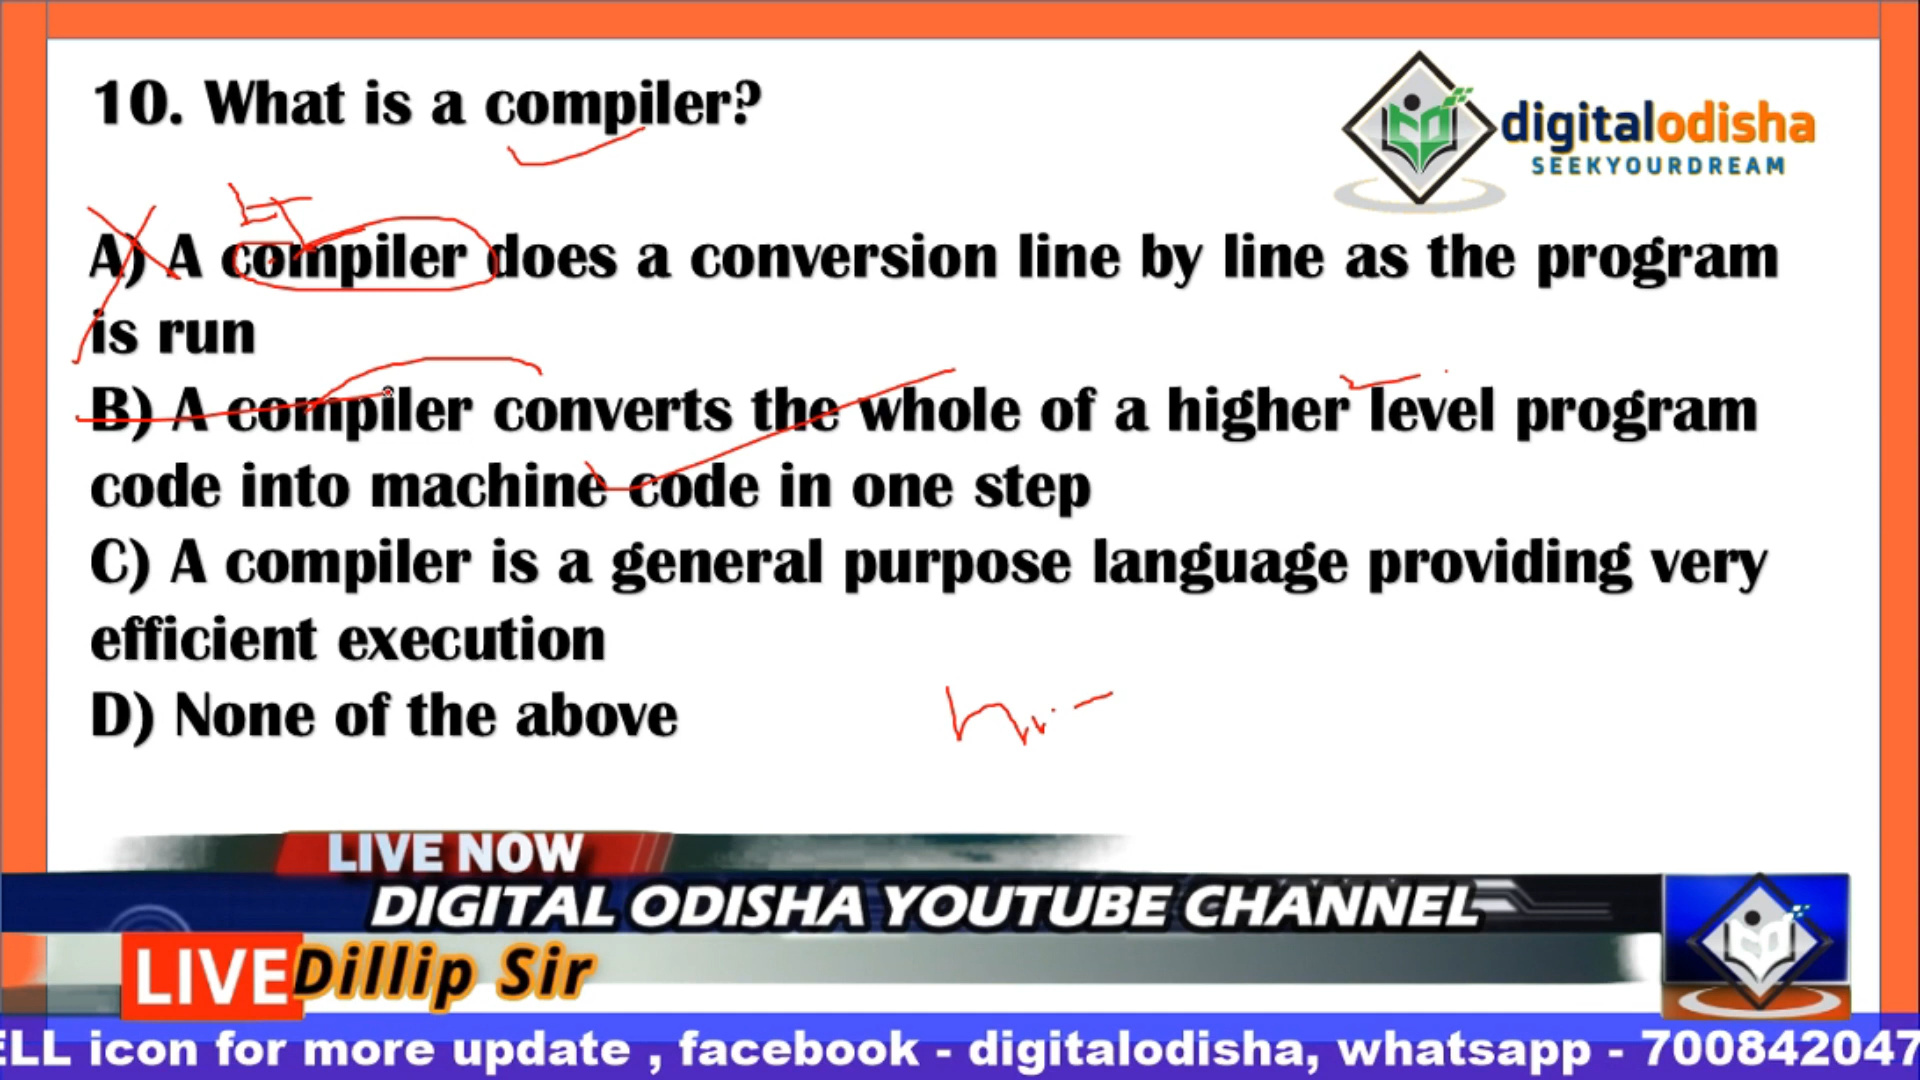 10. What is a compiler?
digitalodisha
SEEKYOURDREAM
A) A compiler does a conversion line by line as the program
is run
B) A compiler converts the whole of a higher level program
code into machine code in one step
C) A compiler is a general purpose language providing very
efficient execution
D) None of the above
LIVE NOW
DIGITAL ODISHA YOUTUBE CHANNEL
LIVE Dillip Sir
ELL icon for more update , facebook - digitalodisha, whatsapp - 700842047